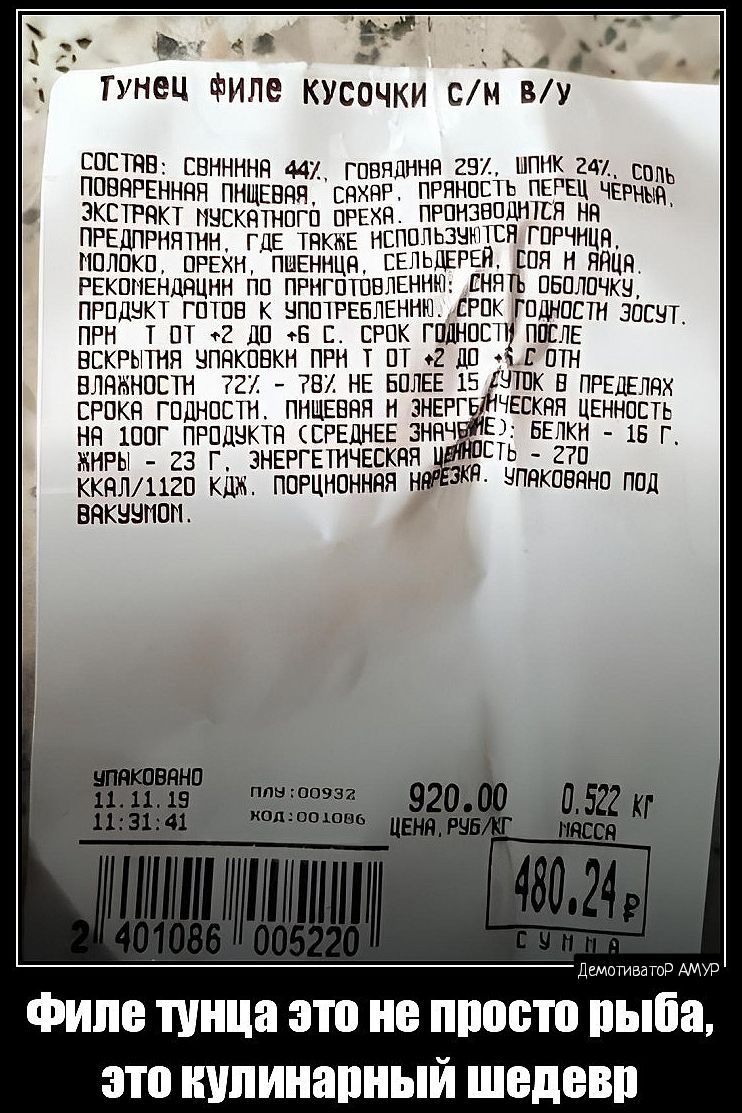 Тунец Филе кусочки с/м в/у
СОСТАВ: СВИНИНА 44%, ГОВЯДИНА 29%, ШПИК 24%, СОЛЬ
ПОВАРЕННАЯ ПИЩЕВАЯ, САХАР, ПРЯНОСТЬ ПЕРЕЦ ЧЕРНЫЙ,
ЭКСТРАКТ МУСКАТНОГО ОРЕХА. ПРОИЗВОДИТСЯ НА
ПРЕДПРИЯТИИ, ГДЕ ТАКЖЕ ИСПОЛЬЗУЮТСЯ ГОРЧИЦА,
МОЛОКО, ОРЕХИ, ПШЕНИЦА, СЕЛЬДЕРЕЙ, СОЯ И ЯЙЦА.
РЕКОМЕНДАЦИИ ПО ПРИГОТОВЛЕНИЮ: СНЯТЬ ОБОЛОЧКУ,
ПРОДУКТ ГОТОВ К УПОТРЕБЛЕНИЮ. СРОК ГОДНОСТИ 30СУТ.
ПРИ Т ОТ +2 ДО +6 С. СРОК ГОДНОСТИ ПОСЛЕ
ВСКРЫТИЯ УПАКОВКИ ПРИ Т ОТ +2 ДО +6 С ОТН
ВЛАЖНОСТИ 72% - 78% НЕ БОЛЕЕ 15 СУТОК В ПРЕДЕЛАХ
СРОКА ГОДНОСТИ. ПИЩЕВАЯ И ЭНЕРГЕТИЧЕСКАЯ ЦЕННОСТЬ
НА 100Г ПРОДУКТА (СРЕДНЕЕ ЗНАЧЕНИЕ): БЕЛКИ - 16 Г.
ЖИРЫ - 23 Г, ЭНЕРГЕТИЧЕСКАЯ ЦЕННОСТЬ - 270
ККАЛ/1120 КДЖ. ПОРЦИОННАЯ НАРЕЗКА. УПАКОВАНО ПОД
ВАКУУМОМ.
УПАКОВАНО
11.11.19
11:31:41
ПЛУ:00932
КОД:001086
920.00
ЦЕНА, РУБ/КГ
0.522 КГ
МАССА
480.24₽
СУММА
2 401086 005220
ДемотиватоР АМУР
Филе тунца это не просто рыба,
это кулинарный шедевр